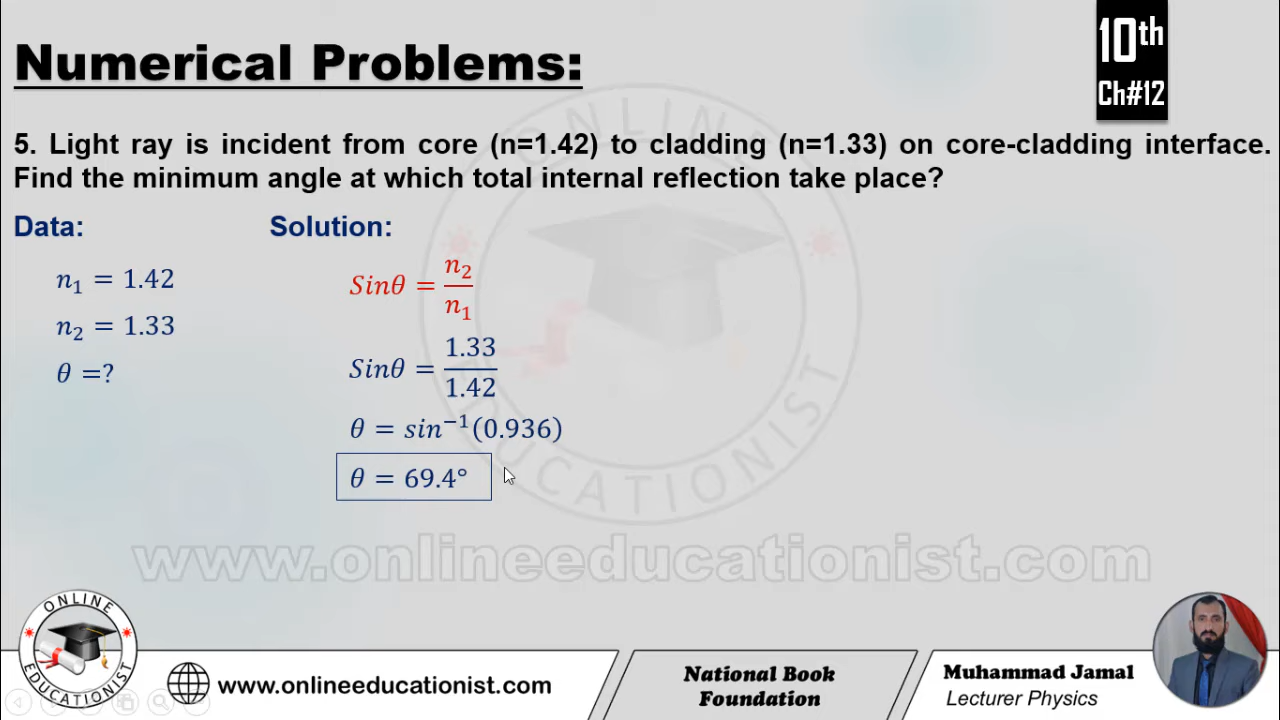 Numerical Problems:
10th
Ch#12
5. Light ray is incident from core (n=1.42) to cladding (n=1.33) on core-cladding interface.
Find the minimum angle at which total internal reflection take place?
Data:
Solution:
n₁ = 1.42
n₂ = 1.33
θ =?
Sinθ = n₂/n₁
Sinθ = 1.33/1.42
θ = sin⁻¹(0.936)
θ = 69.4°
ONLINE
EDUCATIONIST
www.onlineeducationist.com
ONLINE
EDUCATIONIST
www.onlineeducationist.com
National Book
Foundation
Muhammad Jamal
Lecturer Physics